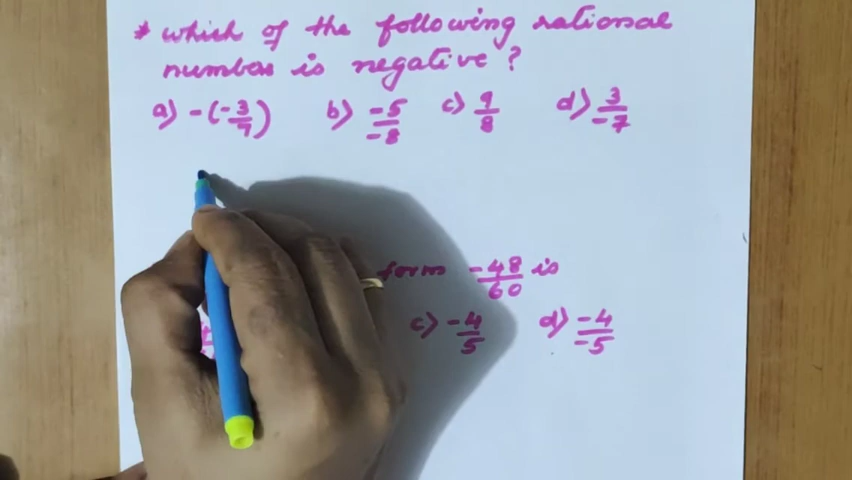 * which of the following rational
number is negative ?
a) -(-3/7) b) -5/-8 c) 9/8 d) 3/-7
form -48/60 is
c) -4/5 d) -4/-5